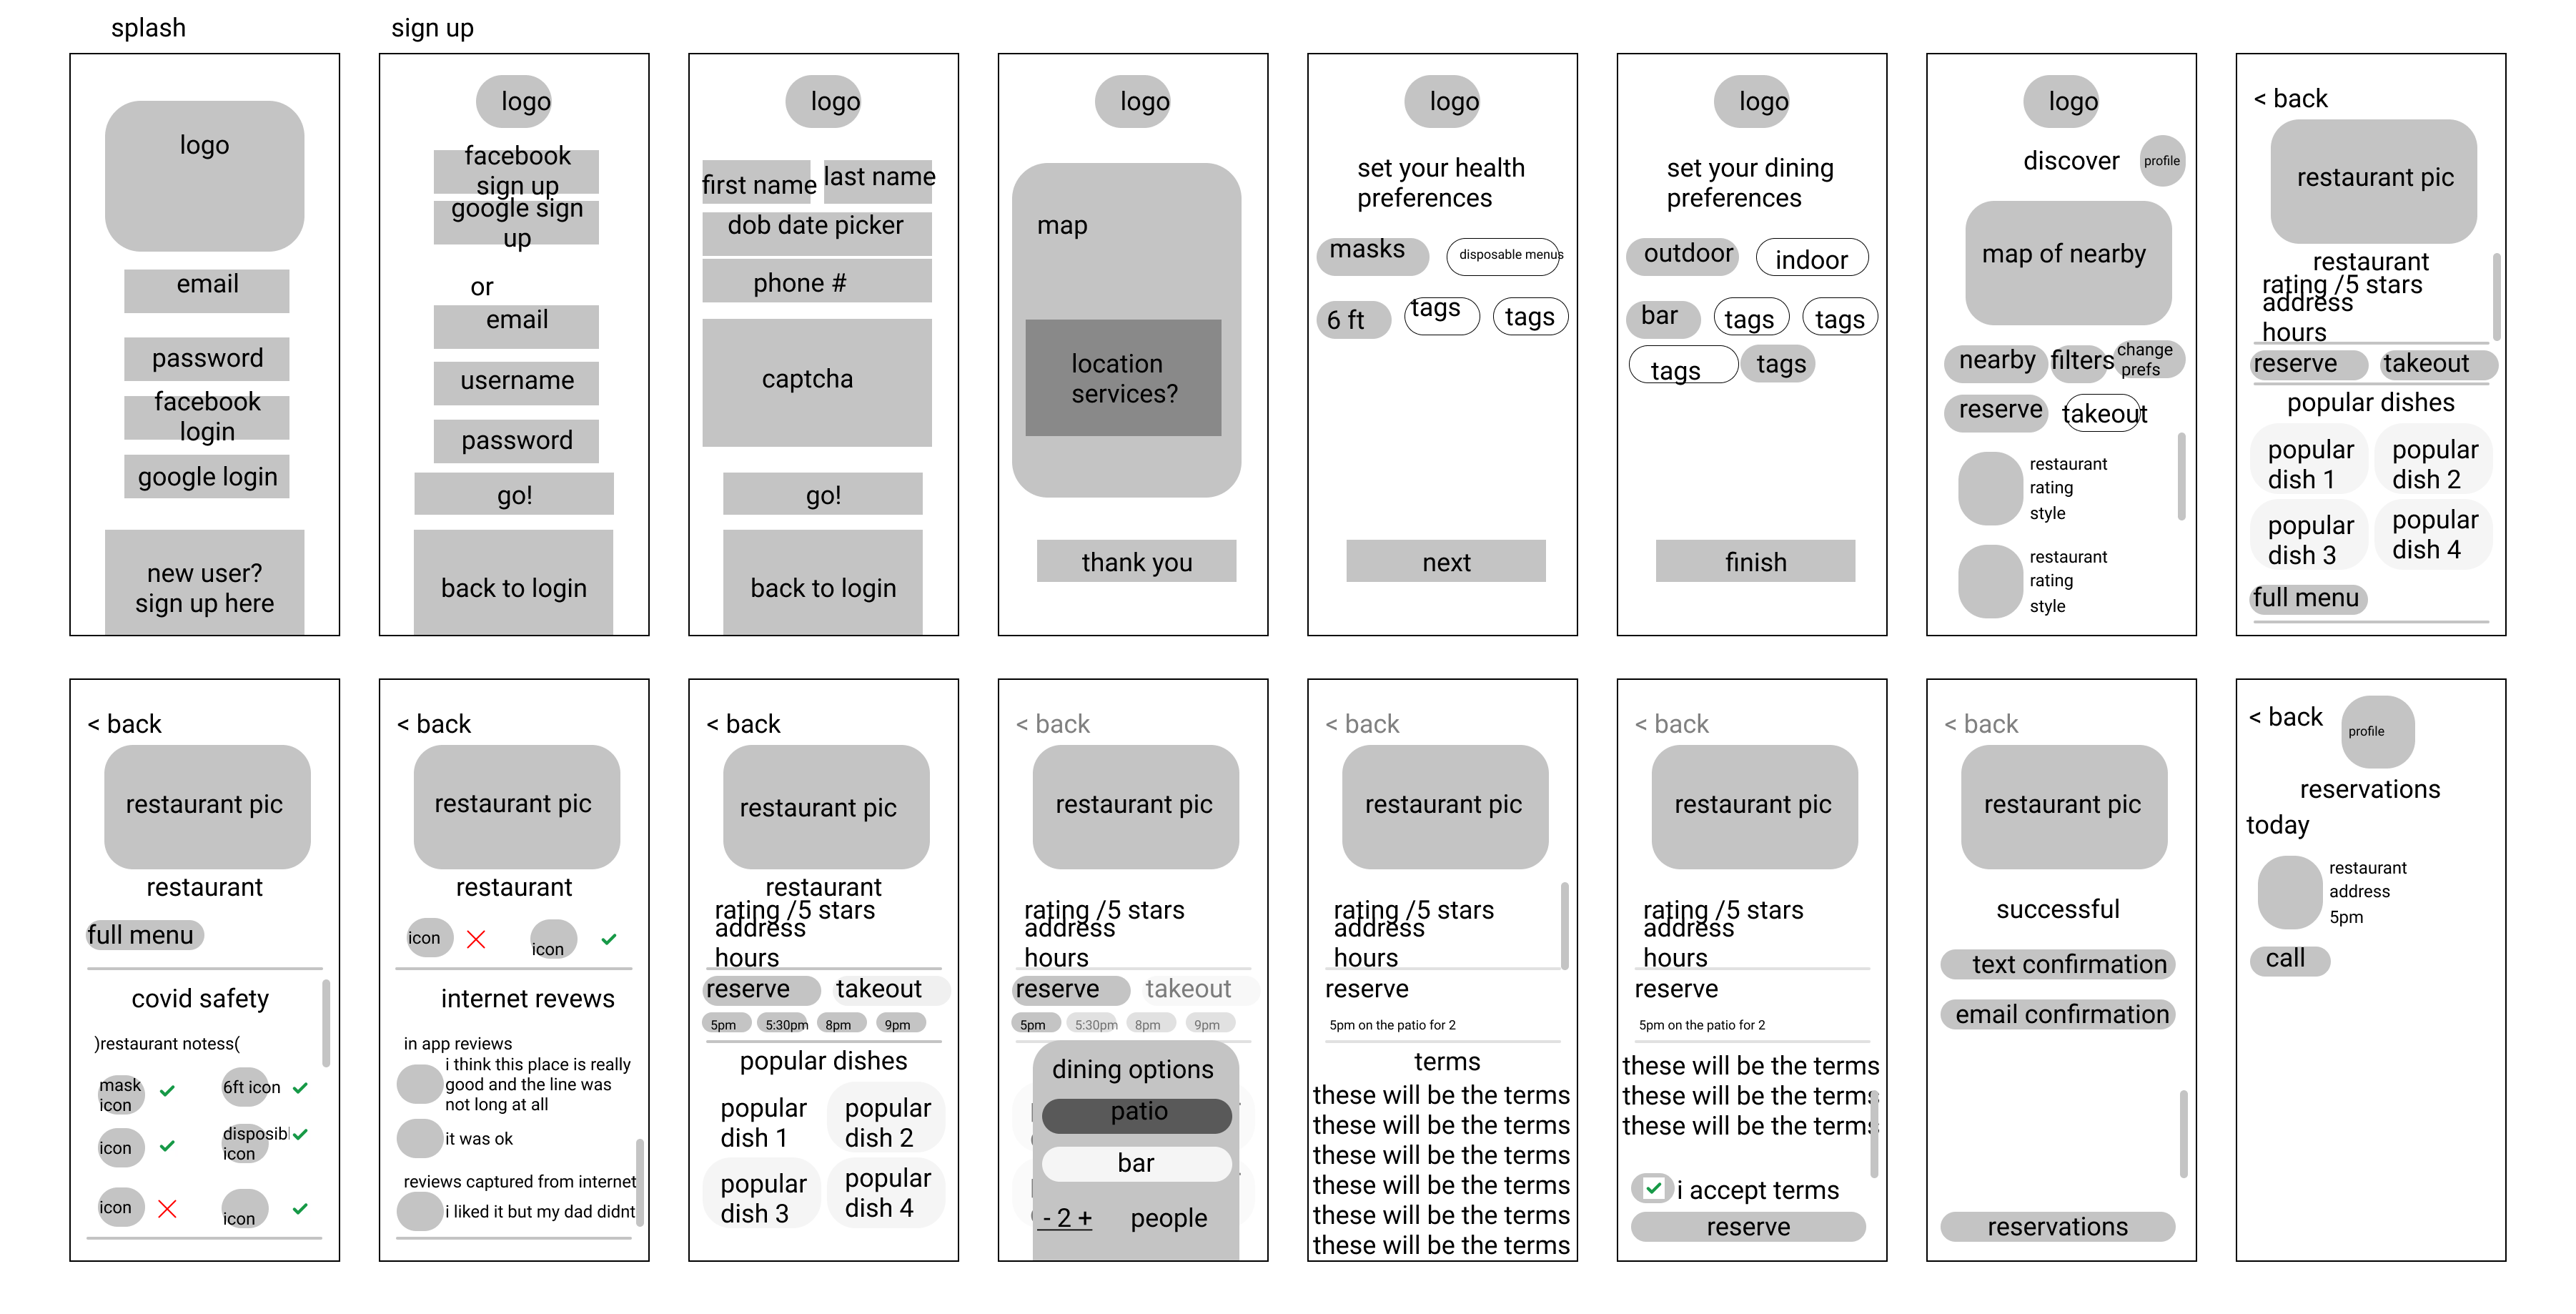 splash
logo
email
password
facebook
login
google login
new user?
sign up here
sign up
logo
facebook
sign up
google sign
up
or
email
username
password
go!
back to login
logo
first name
last name
dob date picker
phone #
captcha
go!
back to login
logo
map
location
services?
thank you
logo
set your health
preferences
masks
disposable menus
6 ft
tags
tags
next
logo
set your dining
preferences
outdoor
indoor
bar
tags
tags
tags
tags
finish
logo
discover
profile
map of nearby
nearby
filters
change
prefs
reserve
takeout
restaurant
rating
style
restaurant
rating
style
< back
restaurant pic
restaurant
rating /5 stars
address
hours
reserve
takeout
popular dishes
popular
dish 1
popular
dish 2
popular
dish 3
popular
dish 4
full menu
< back
restaurant pic
restaurant
full menu
covid safety
)restaurant notess(
mask
icon
6ft icon
icon
disposibl
icon
icon
icon
< back
restaurant pic
restaurant
icon
icon
internet revews
in app reviews
i think this place is really
good and the line was
not long at all
it was ok
reviews captured from internet
i liked it but my dad didnt
< back
restaurant pic
restaurant
rating /5 stars
address
hours
reserve
takeout
5pm
5:30pm
8pm
9pm
popular dishes
popular
dish 1
popular
dish 2
popular
dish 3
popular
dish 4
< back
restaurant pic
rating /5 stars
address
hours
reserve
takeout
5pm
5:30pm
8pm
9pm
dining options
patio
bar
- 2 +
people
< back
restaurant pic
rating /5 stars
address
hours
reserve
5pm on the patio for 2
terms
these will be the terms
these will be the terms
these will be the terms
these will be the terms
these will be the terms
these will be the terms
< back
restaurant pic
rating /5 stars
address
hours
reserve
5pm on the patio for 2
these will be the terms
these will be the terms
these will be the terms
i accept terms
reserve
< back
restaurant pic
successful
text confirmation
email confirmation
reservations
< back
profile
reservations
today
restaurant
address
5pm
call